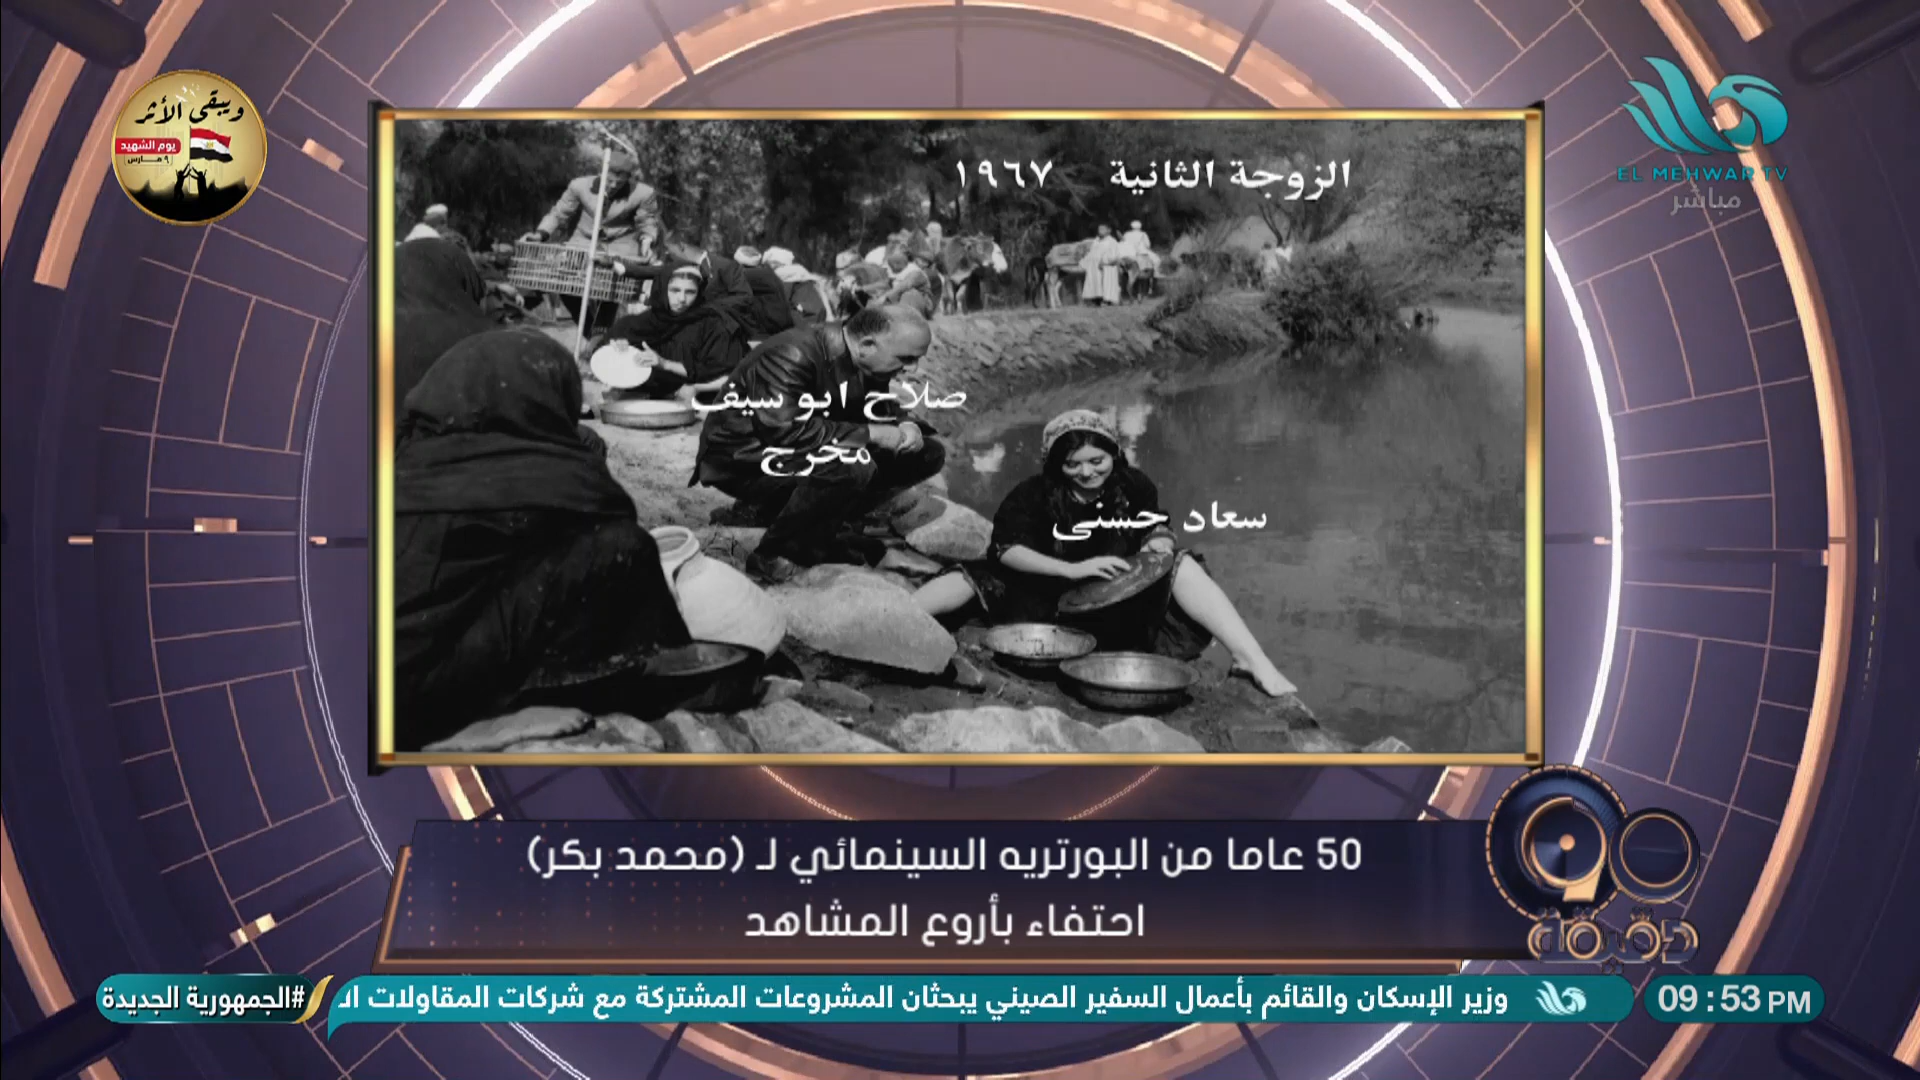 ويبقى الأثر
يوم الشهيد
٩ مارس
EL MEHWAR TV
مباشر
الزوجة الثانية ١٩٦٧
صلاح ابو سيف
مخرج
سعاد حسنى
50 عاما من البورتريه السينمائي لـ (محمد بكر)
احتفاء بأروع المشاهد
90
دقيقة
وزير الإسكان والقائم بأعمال السفير الصيني يبحثان المشروعات المشتركة مع شركات المقاولات
#الجمهورية الجديدة
09:53 PM